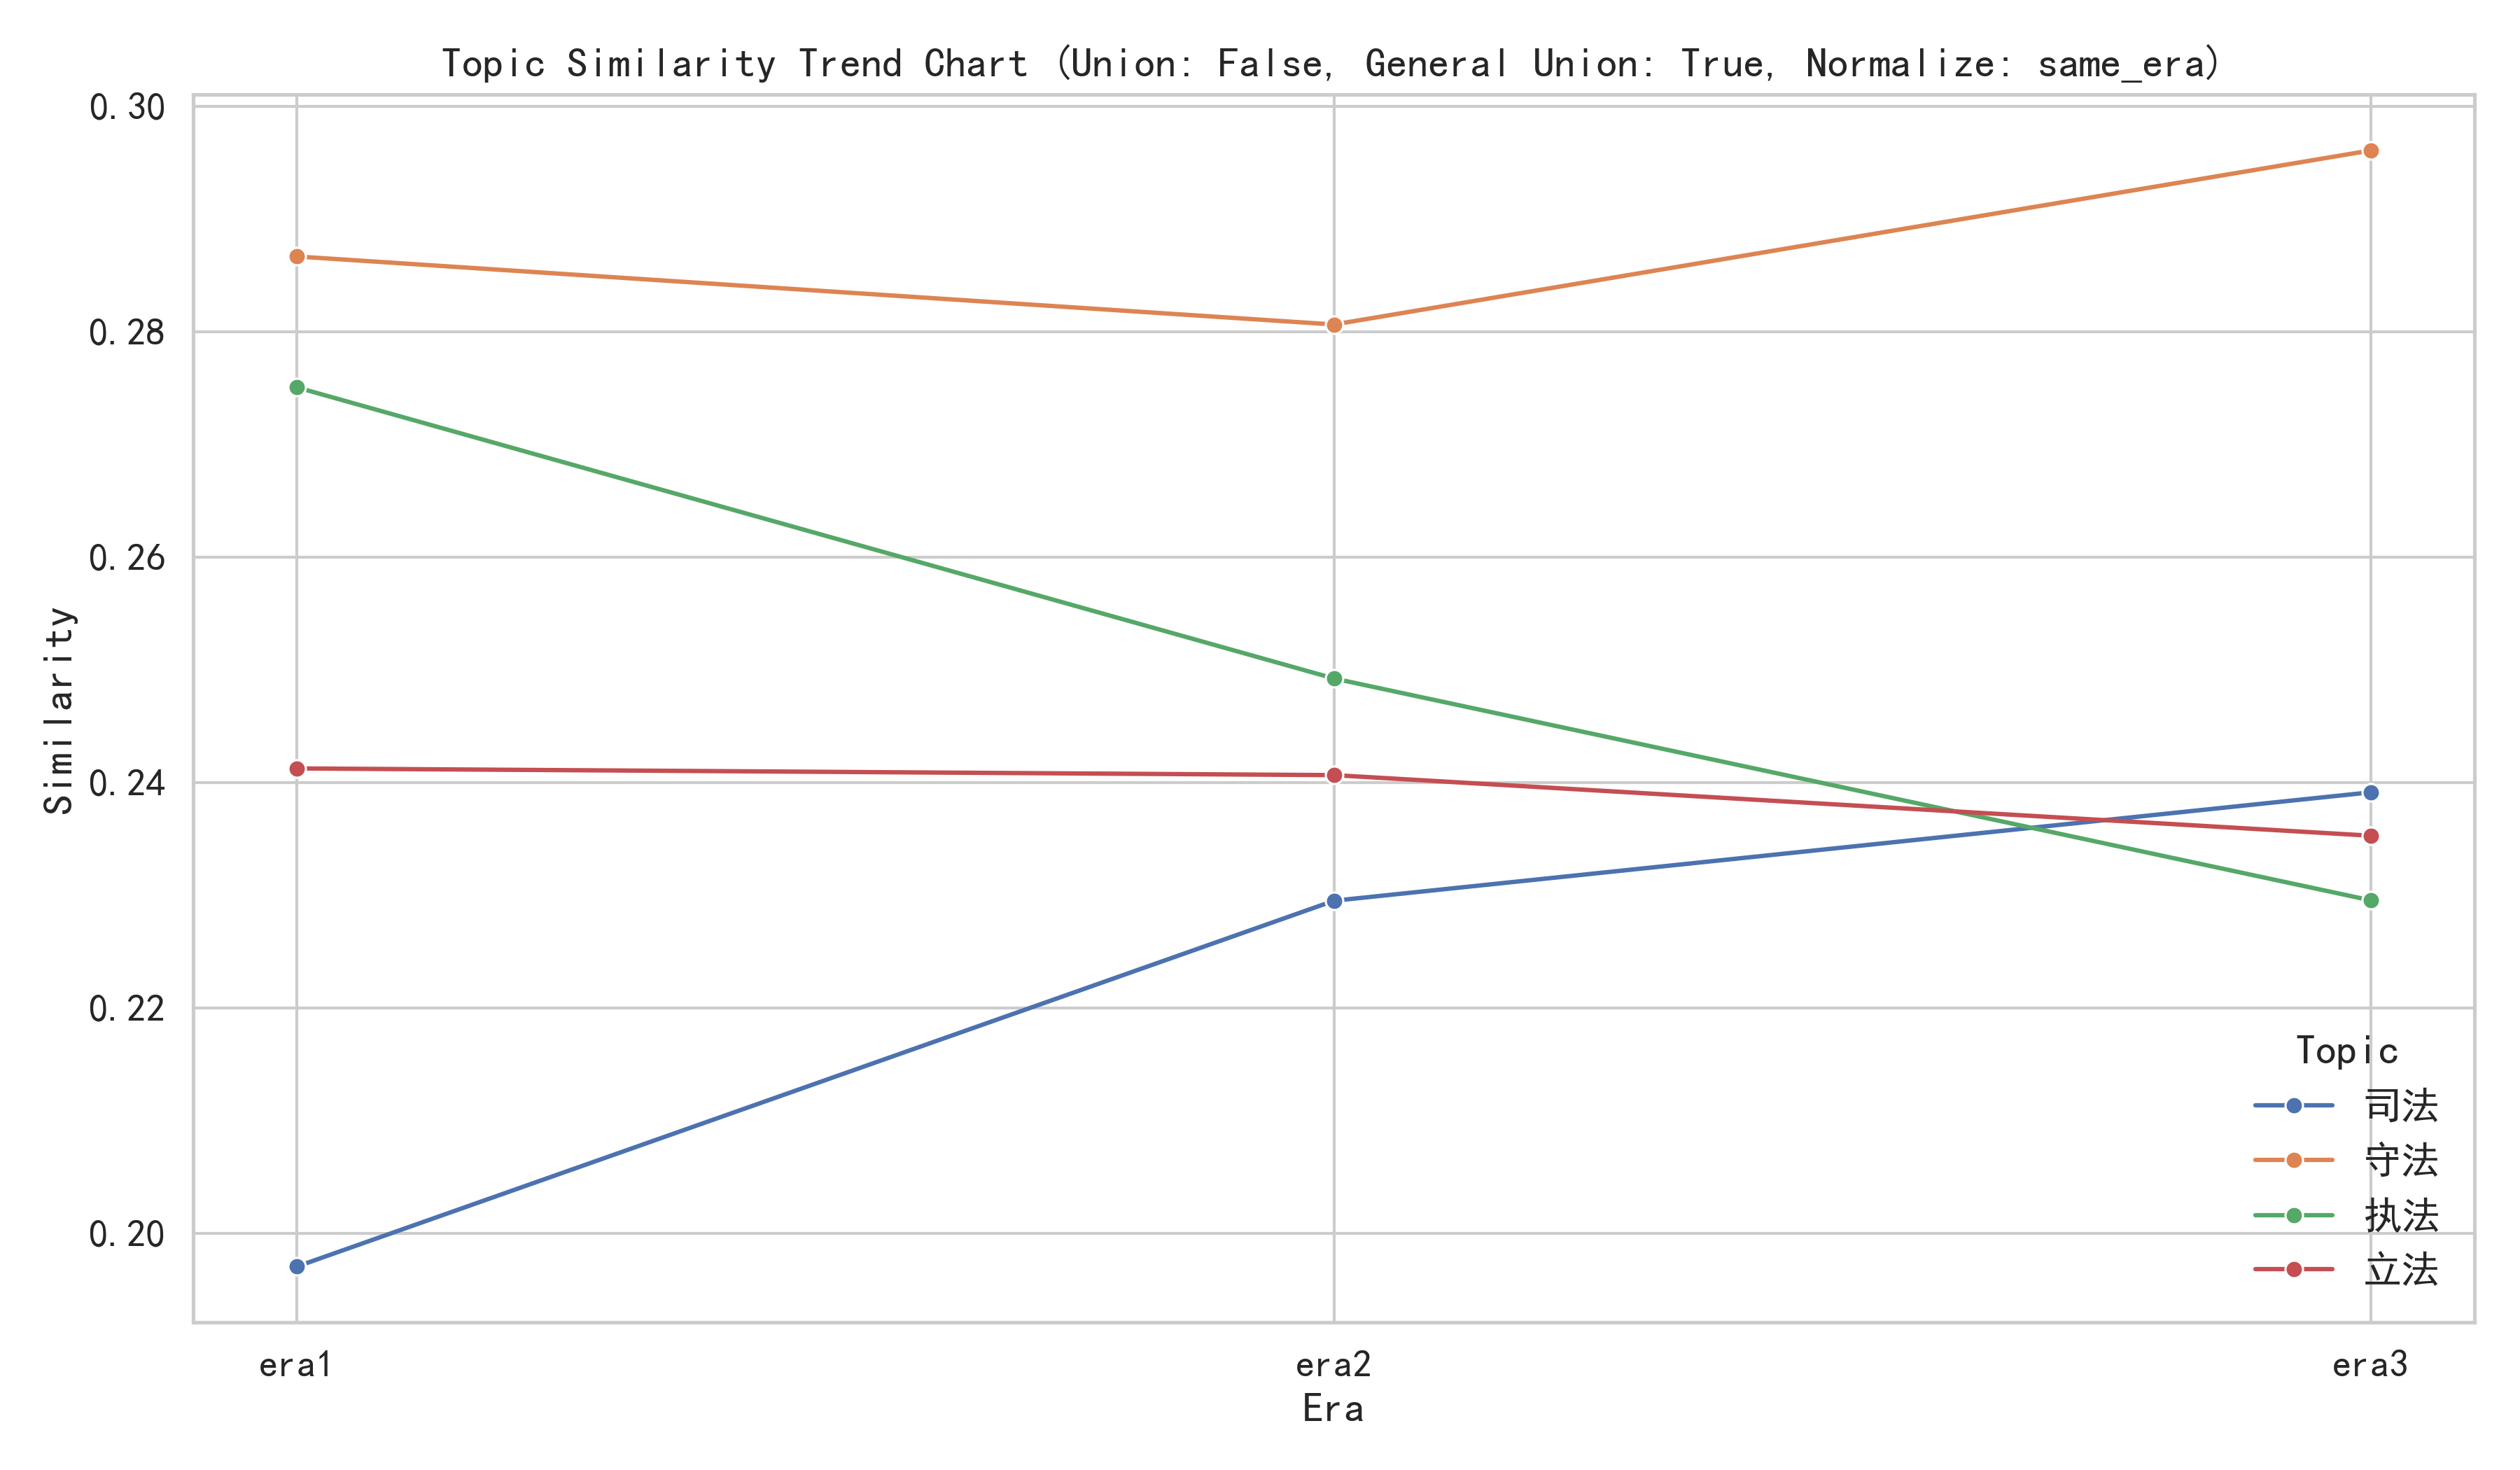 Topic Similarity Trend Chart (Union: False, General Union: True, Normalize: same_era)
0.30
0.28
0.26
0.24
0.22
0.20
Similarity
era1
era2
era3
Era
Topic
司法
守法
执法
立法